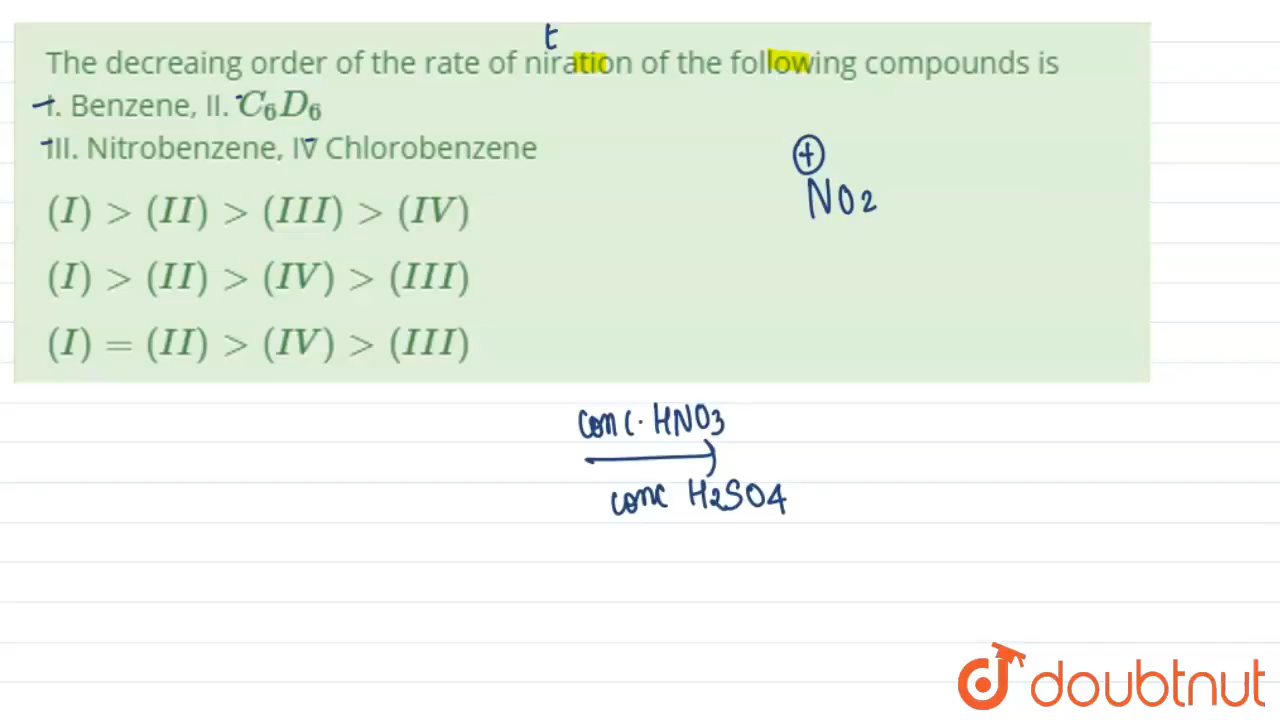 t
The decreaing order of the rate of niration of the following compounds is
I. Benzene, II. C₆D₆
III. Nitrobenzene, IV Chlorobenzene
⊕
NO₂
(I) > (II) > (III) > (IV)
(I) > (II) > (IV) > (III)
(I) = (II) > (IV) > (III)
conc. HNO₃
conc H₂SO₄
doubtnut